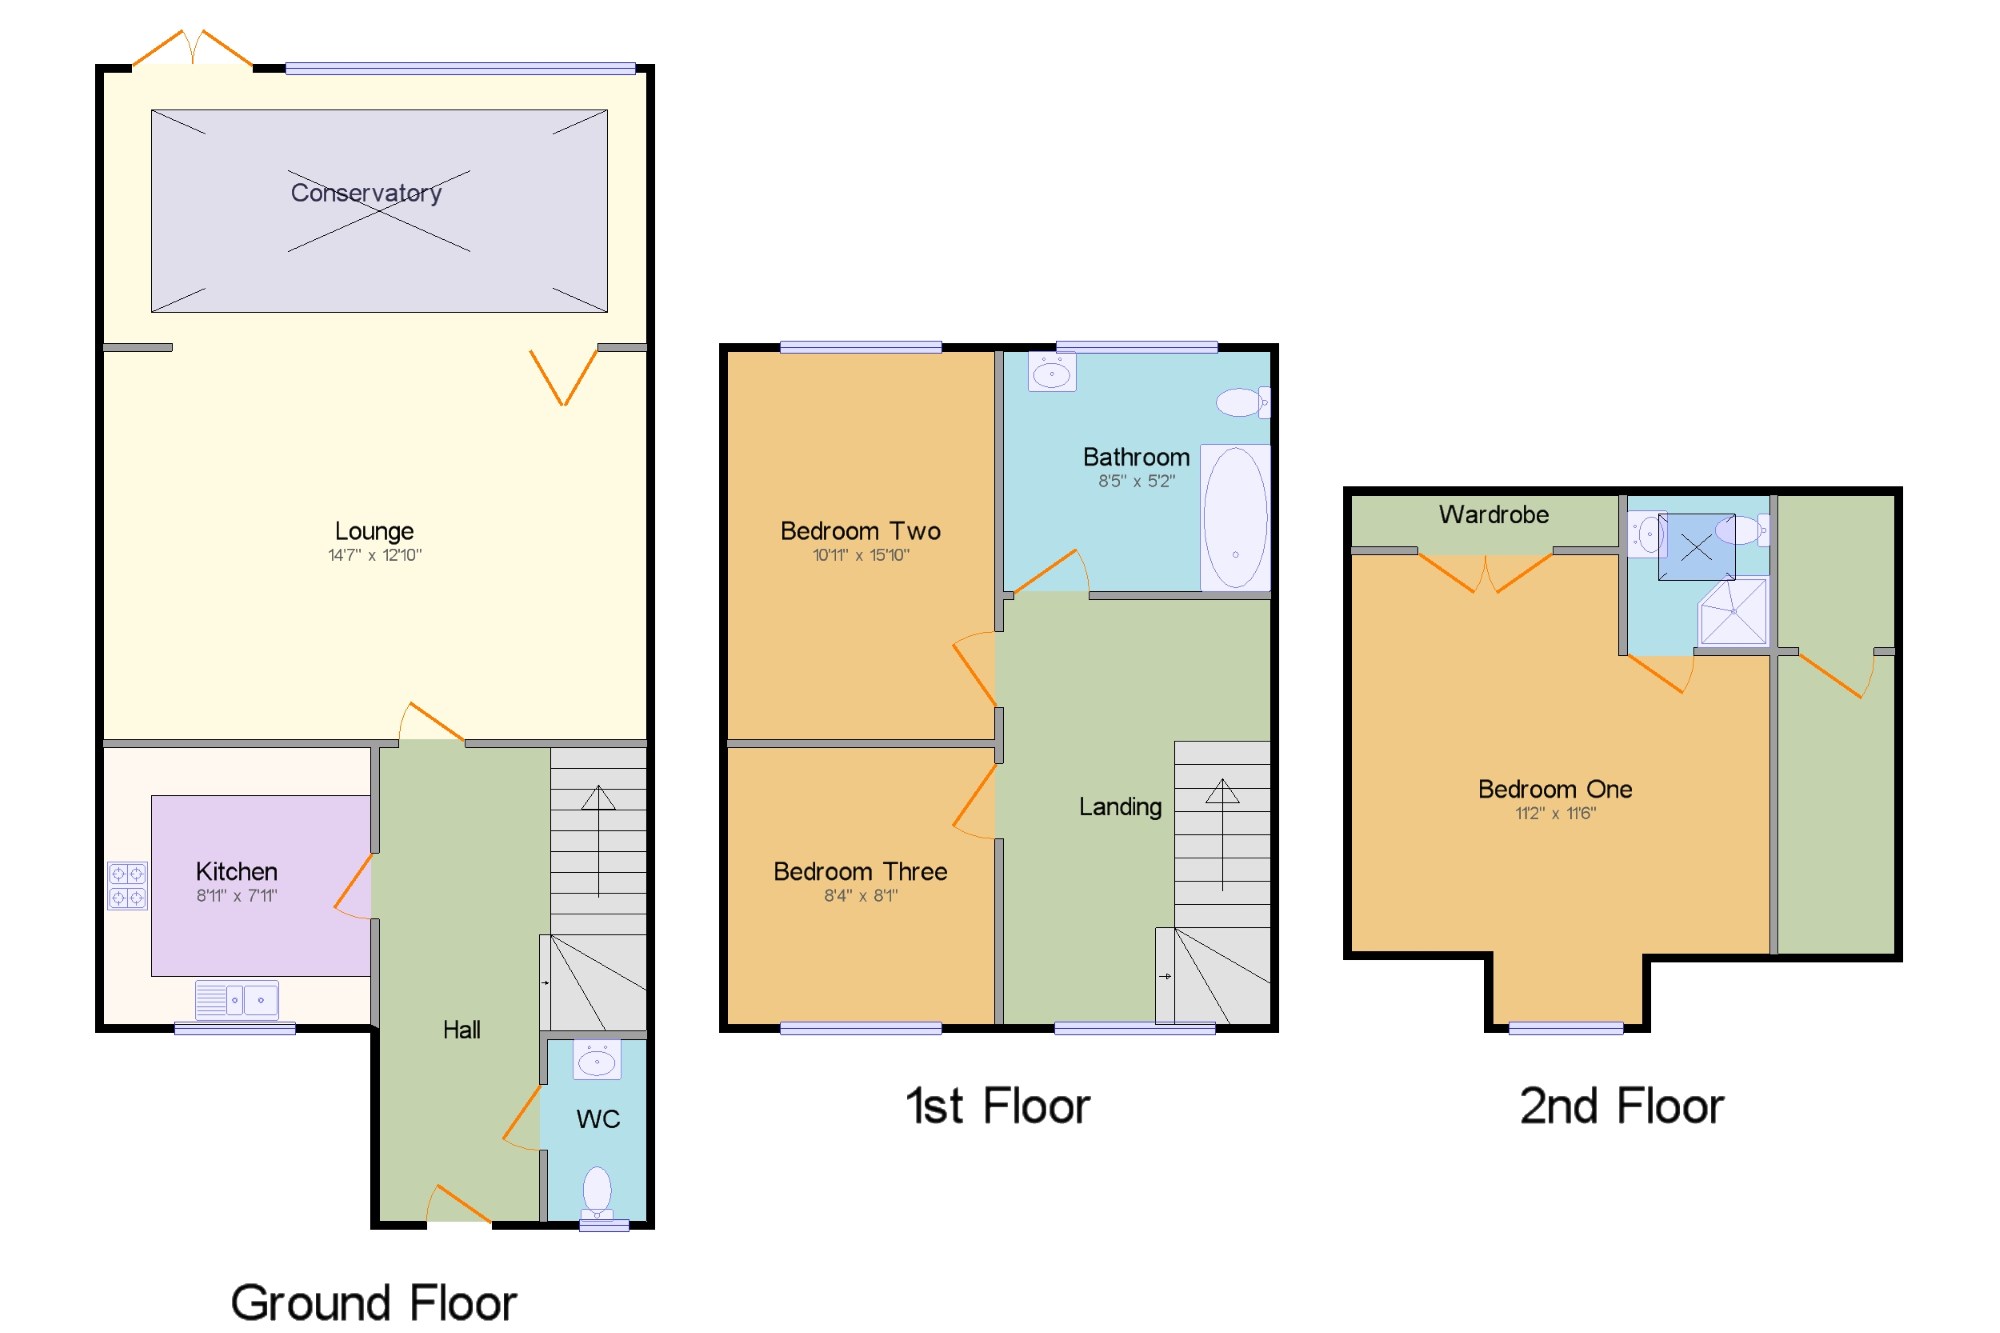 Conservatory
Lounge
14'7" x 12'10"
Kitchen
8'11" x 7'11"
Hall
WC
Ground Floor
Bedroom Two
10'11" x 15'10"
Bathroom
8'5" x 5'2"
Landing
Bedroom Three
8'4" x 8'1"
1st Floor
Wardrobe
Bedroom One
11'2" x 11'6"
2nd Floor